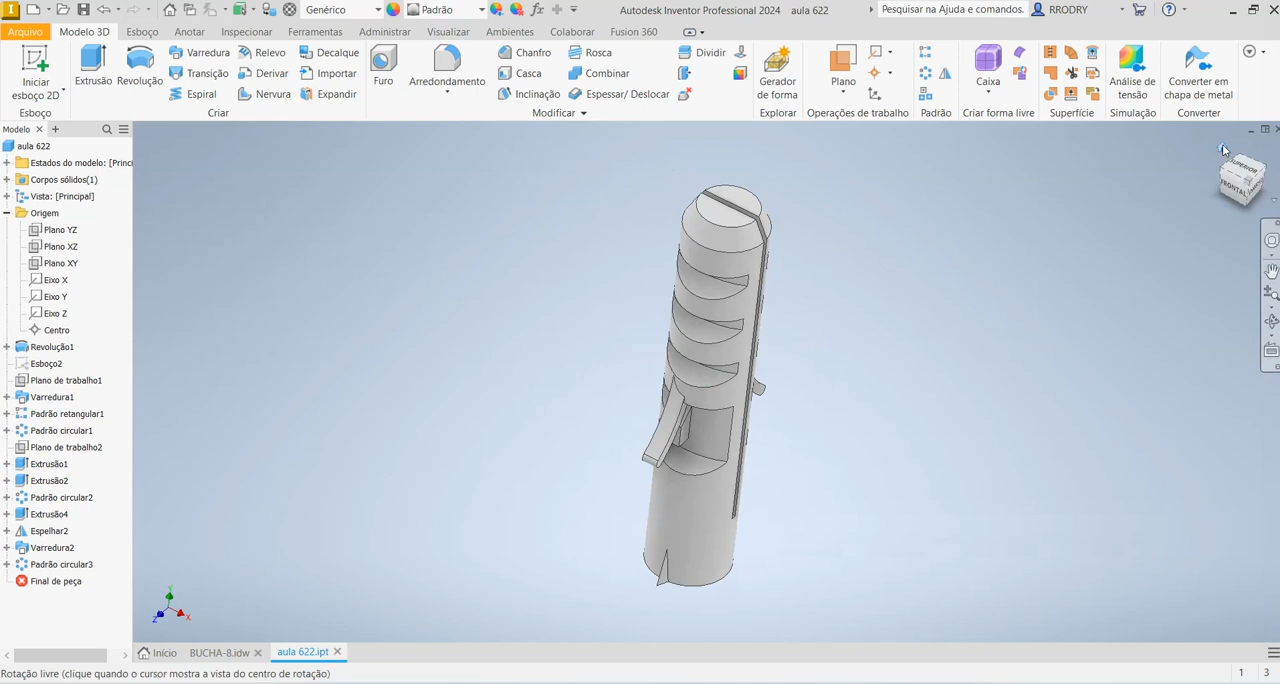 Genérico
Padrão
Autodesk Inventor Professional 2024 aula 622
Pesquisar na Ajuda e comandos.
RRODRY
Arquivo
Modelo 3D
Esboço
Anotar
Inspecionar
Ferramentas
Administrar
Visualizar
Ambientes
Colaborar
Fusion 360
Iniciar
esboço 2D
Esboço
Extrusão
Revolução
Varredura
Transição
Espiral
Relevo
Derivar
Nervura
Decalque
Importar
Expandir
Criar
Furo
Arredondamento
Chanfro
Casca
Inclinação
Rosca
Combinar
Espessar/ Deslocar
Dividir
Modificar
Gerador
de forma
Explorar
Plano
Operações de trabalho
Padrão
Caixa
Criar forma livre
Superfície
Análise de
tensão
Simulação
Converter em
chapa de metal
Converter
Modelo
aula 622
Estados do modelo: [Princi
Corpos sólidos(1)
Vista: [Principal]
Origem
Plano YZ
Plano XZ
Plano XY
Eixo X
Eixo Y
Eixo Z
Centro
Revolução1
Esboço2
Plano de trabalho1
Varredura1
Padrão retangular1
Padrão circular1
Plano de trabalho2
Extrusão1
Extrusão2
Padrão circular2
Extrusão4
Espelhar2
Varredura2
Padrão circular3
Final de peça
SUPERIOR
FRONTAL
Y
Z
X
Início
BUCHA-8.idw
aula 622.ipt
Rotação livre (clique quando o cursor mostra a vista do centro de rotação)
1
3